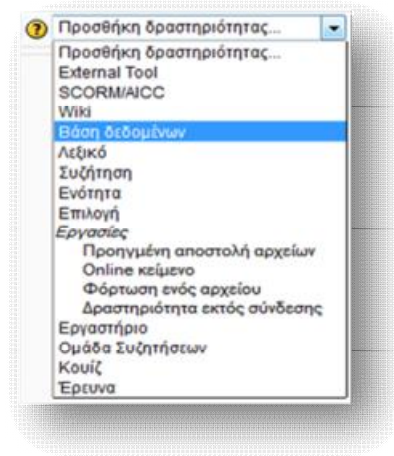 ? Προσθήκη δραστηριότητας...
Προσθήκη δραστηριότητας...
External Tool
SCORM/AICC
Wiki
Βάση δεδομένων
Λεξικό
Συζήτηση
Ενότητα
Επιλογή
Εργασίες
Προηγμένη αποστολή αρχείων
Online κείμενο
Φόρτωση ενός αρχείου
Δραστηριότητα εκτός σύνδεσης
Εργαστήριο
Ομάδα Συζητήσεων
Κουίζ
Έρευνα